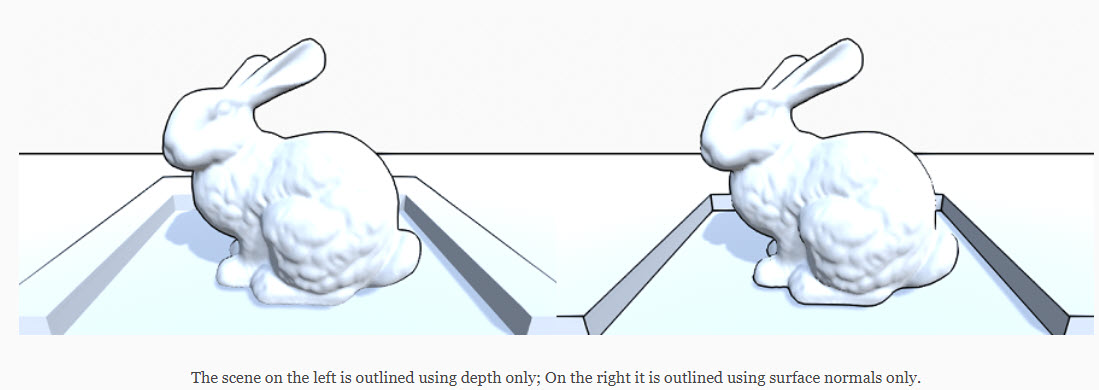 The scene on the left is outlined using depth only; On the right it is outlined using surface normals only.